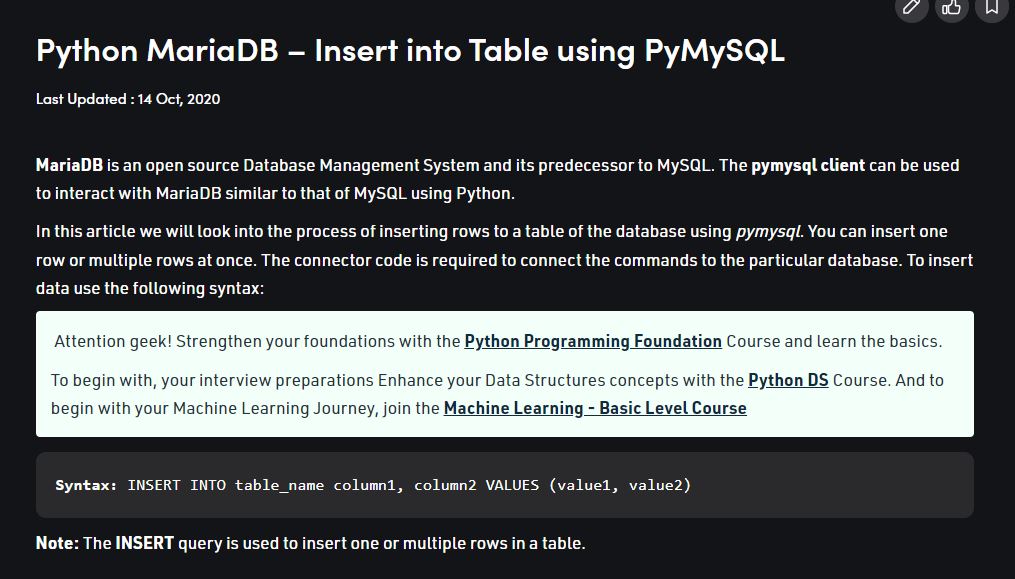 Python MariaDB – Insert into Table using PyMySQL
Last Updated : 14 Oct, 2020
MariaDB is an open source Database Management System and its predecessor to MySQL. The pymysql client can be used
to interact with MariaDB similar to that of MySQL using Python.
In this article we will look into the process of inserting rows to a table of the database using pymysql. You can insert one
row or multiple rows at once. The connector code is required to connect the commands to the particular database. To insert
data use the following syntax:
Attention geek! Strengthen your foundations with the Python Programming Foundation Course and learn the basics.
To begin with, your interview preparations Enhance your Data Structures concepts with the Python DS Course. And to
begin with your Machine Learning Journey, join the Machine Learning - Basic Level Course
Syntax: INSERT INTO table_name column1, column2 VALUES (value1, value2)
Note: The INSERT query is used to insert one or multiple rows in a table.